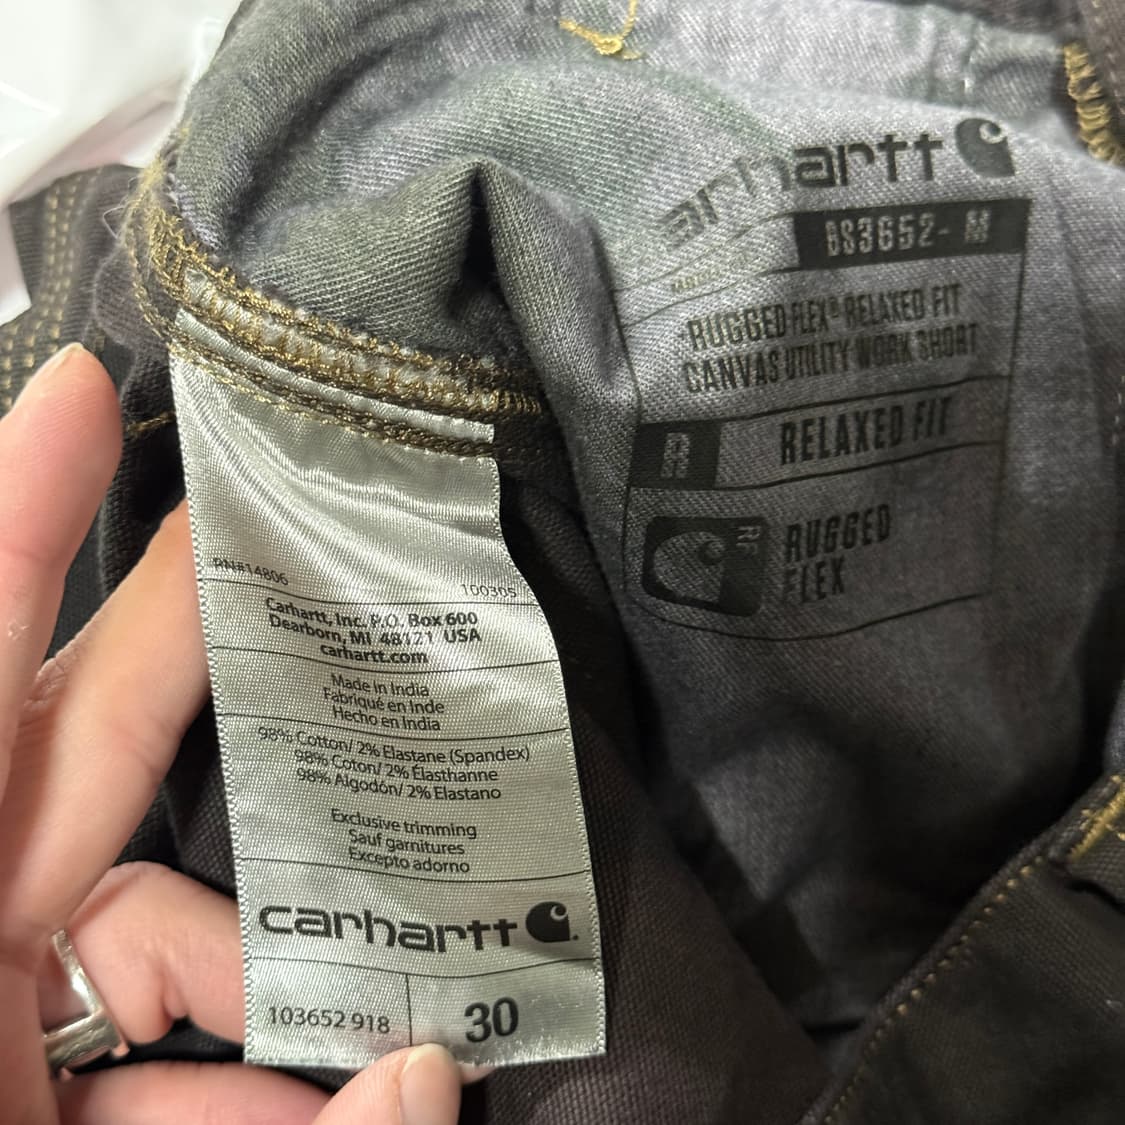 RN#14806
100305
Carhartt, Inc. P.O. Box 600
Dearborn, MI 48121 USA
carhartt.com
Made in India
Fabriqué en Inde
Hecho en India
98% Cotton/ 2% Elastane (Spandex)
98% Coton/ 2% Élasthanne
98% Algodón/ 2% Elastano
Exclusive trimming
Sauf garnitures
Excepto adorno
carhartt
103652 918
30
arhartt
BS3652- M
RUGGED FLEX® RELAXED FIT
CANVAS UTILITY WORK SHORT
R
RELAXED FIT
RF
RUGGED
FLEX